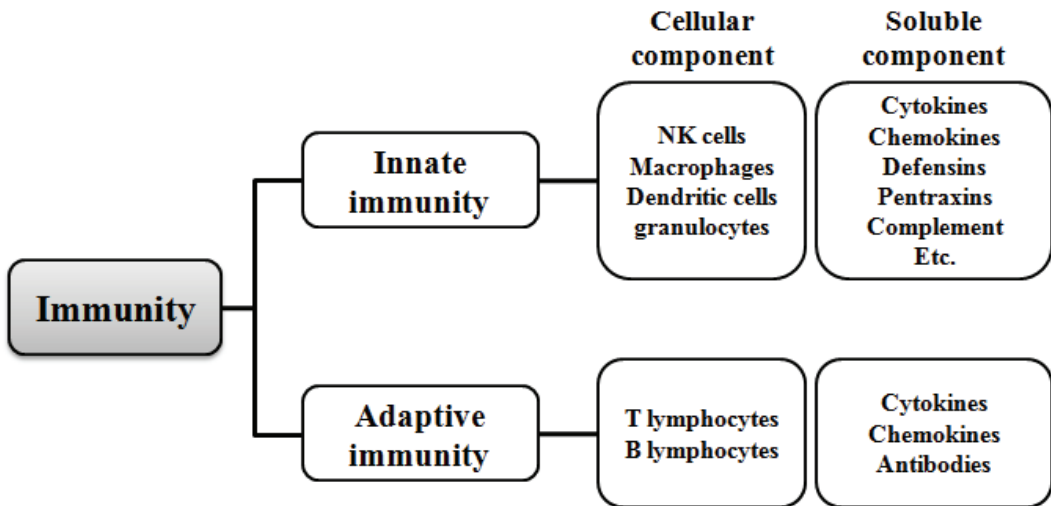 Cellular
component
Soluble
component
Immunity
Innate
immunity
NK cells
Macrophages
Dendritic cells
granulocytes
Cytokines
Chemokines
Defensins
Pentraxins
Complement
Etc.
Adaptive
immunity
T lymphocytes
B lymphocytes
Cytokines
Chemokines
Antibodies